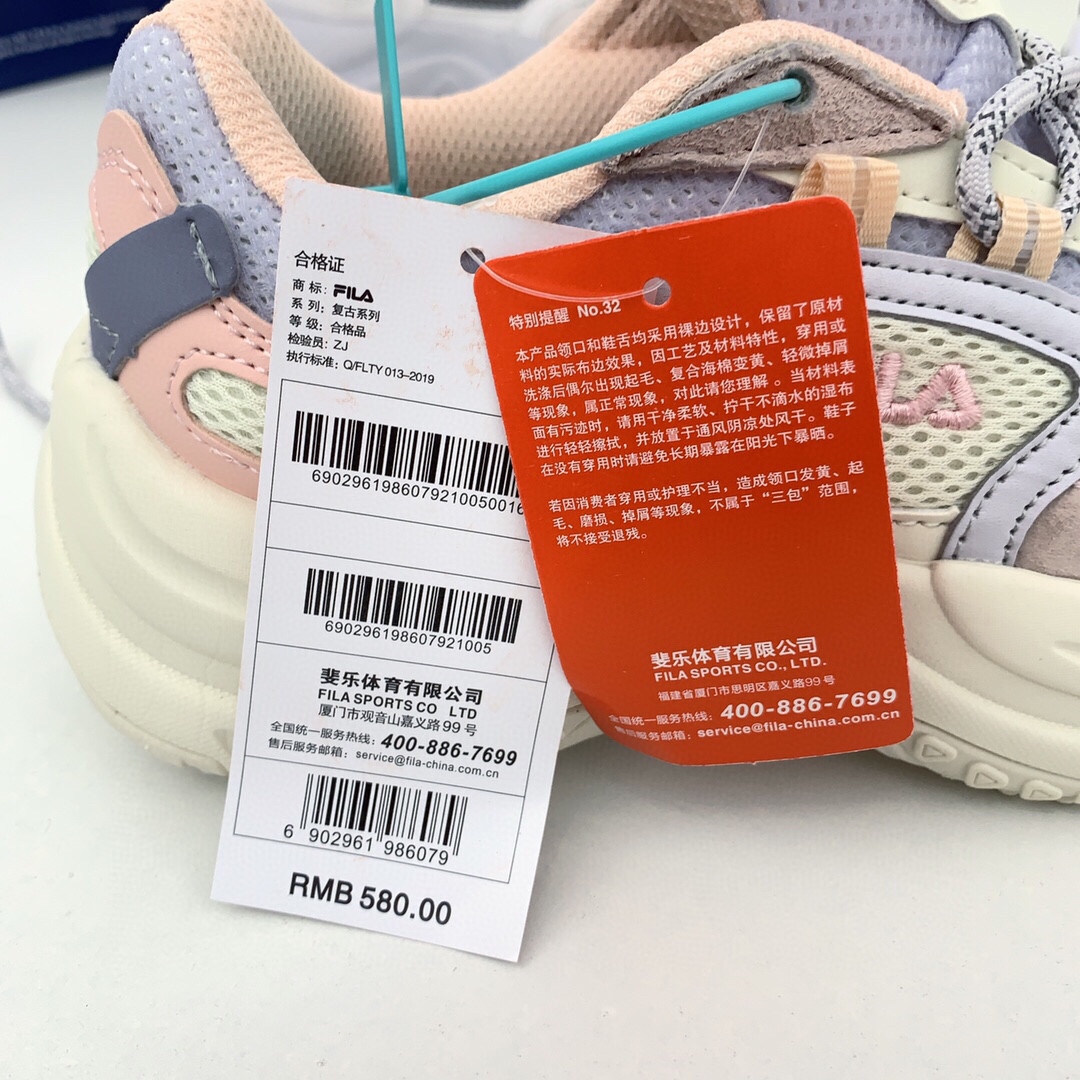 合格证
商 标： FILA
系 列：复古系列
等 级：合格品
检验员：ZJ
执行标准：Q/FLTY 013–2019
6902961986079210050016
690296198607921005
斐乐体育有限公司
FILA SPORTS CO LTD
厦门市观音山嘉义路99号
全国统一服务热线：400-886-7699
售后服务邮箱：service@fila-china.com.cn
6 902961 986079
RMB 580.00
特别提醒 No.32
本产品领口和鞋舌均采用裸边设计，保留了原材
料的实际布边效果，因工艺及材料特性，穿用或
洗涤后偶尔出现起毛、复合海棉变黄、轻微掉屑
等现象，属正常现象，对此请您理解 。当材料表
面有污迹时，请用干净柔软、拧干不滴水的湿布
进行轻轻擦拭，并放置于通风阴凉处风干。鞋子
在没有穿用时请避免长期暴露在阳光下暴晒。
若因消费者穿用或护理不当，造成领口发黄、起
毛、磨损、掉屑等现象，不属于“三包”范围，
将不接受退残。
斐乐体育有限公司
FILA SPORTS CO., LTD.
福建省厦门市思明区嘉义路99号
全国统一服务热线：400-886-7699
售后服务邮箱：service@fila-china.com.cn